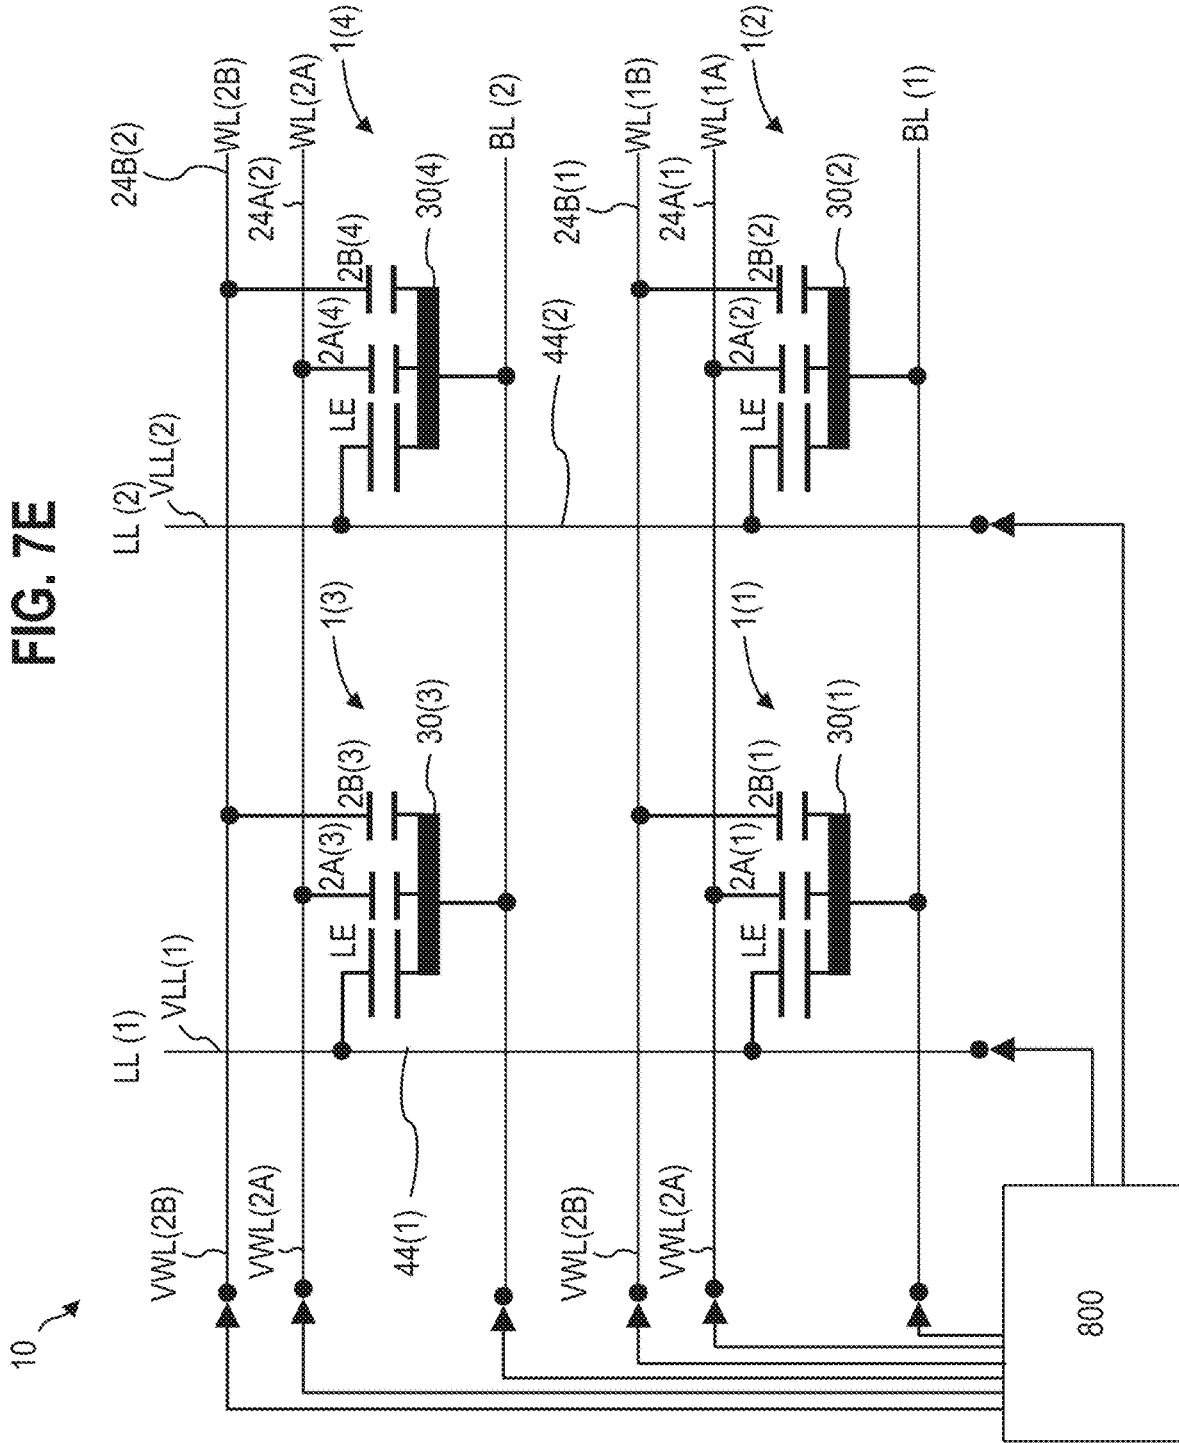 FIG. 7E
10
LL (1)
VLL(1)
LL (2)
VLL(2)
24B(2)
WL(2B)
24A(2)
WL(2A)
VWL(2B)
VWL(2A)
44(1)
LE
2A(3)
2B(3)
30(3)
1(3)
LE
2A(4)
2B(4)
30(4)
1(4)
BL (2)
44(2)
24B(1)
WL(1B)
24A(1)
WL(1A)
VWL(2B)
VWL(2A)
LE
2A(1)
2B(1)
30(1)
1(1)
LE
2A(2)
2B(2)
30(2)
1(2)
BL (1)
800